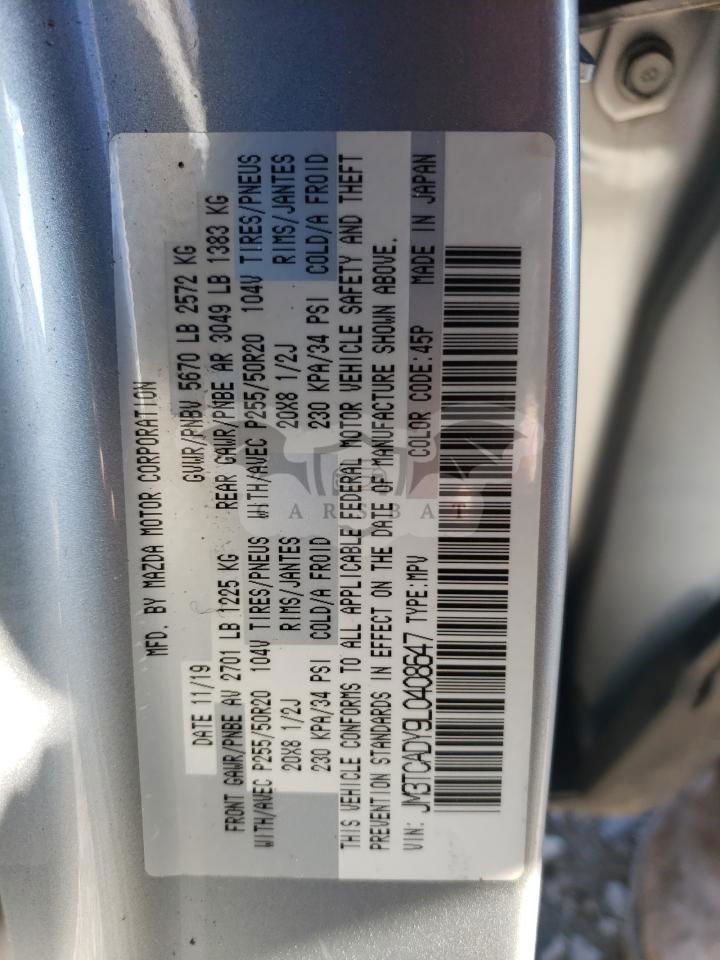 MFD. BY MAZDA MOTOR CORPORATION
DATE 11/19 GVWR/PNBV 5670 LB 2572 KG
FRONT GAWR/PNBE AV 2701 LB 1225 KG REAR GAWR/PNBE AR 3049 LB 1383 KG
WITH/AVEC P255/50R20 104V TIRES/PNEUS WITH/AVEC P255/50R20 104V TIRES/PNEUS
20X8 1/2J RIMS/JANTES 20X8 1/2J RIMS/JANTES
230 KPA/34 PSI COLD/A FROID 230 KPA/34 PSI COLD/A FROID
THIS VEHICLE CONFORMS TO ALL APPLICABLE FEDERAL MOTOR VEHICLE SAFETY AND THEFT
PREVENTION STANDARDS IN EFFECT ON THE DATE OF MANUFACTURE SHOWN ABOVE.
VIN: JM3TCADY9L0408647 TYPE:MPV COLOR CODE:45P MADE IN JAPAN
CARSBAT